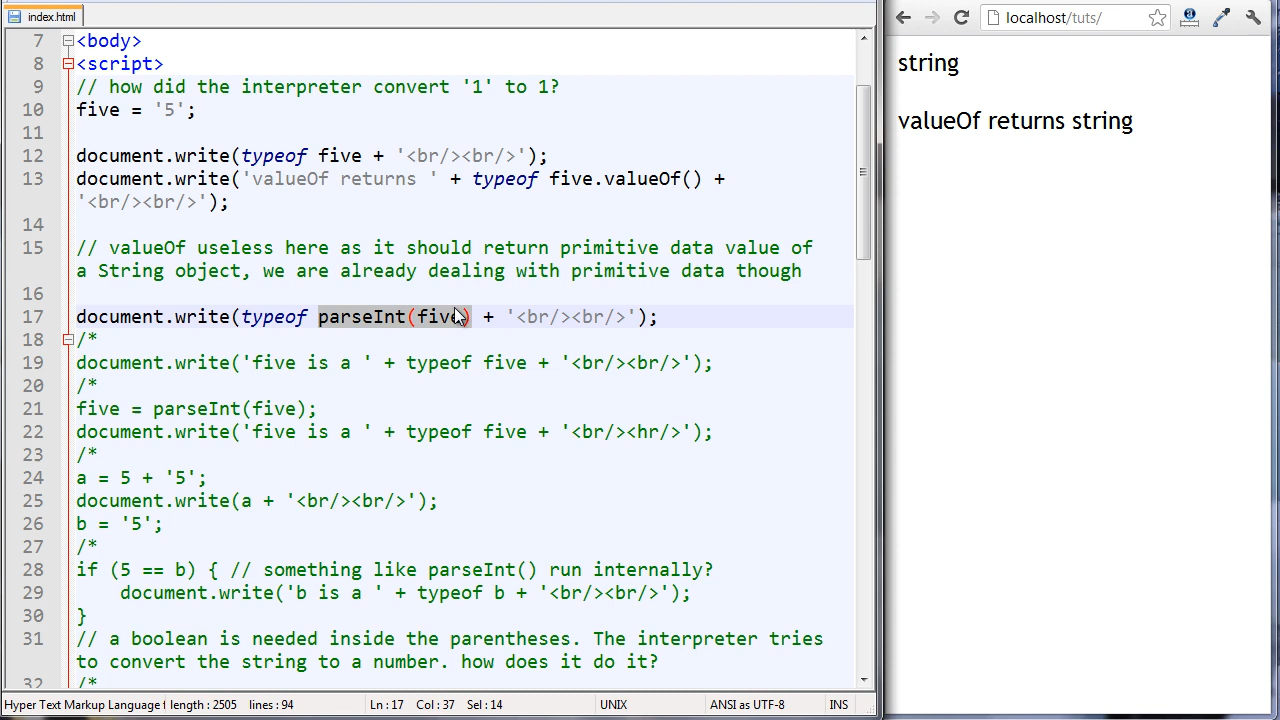 index.html
7 <body>
8 <script>
9 // how did the interpreter convert '1' to 1?
10 five = '5';
11
12 document.write(typeof five + '<br/><br/>');
13 document.write('valueOf returns ' + typeof five.valueOf() +
'<br/><br/>');
14
15 // valueOf useless here as it should return primitive data value of
a String object, we are already dealing with primitive data though
16
17 document.write(typeof parseInt(five) + '<br/><br/>');
18 /*
19 document.write('five is a ' + typeof five + '<br/><br/>');
20 /*
21 five = parseInt(five);
22 document.write('five is a ' + typeof five + '<br/><hr/>');
23 /*
24 a = 5 + '5';
25 document.write(a + '<br/><br/>');
26 b = '5';
27 /*
28 if (5 == b) { // something like parseInt() run internally?
29     document.write('b is a ' + typeof b + '<br/><br/>');
30 }
31 // a boolean is needed inside the parentheses. The interpreter tries
to convert the string to a number. how does it do it?
32 /*
Hyper Text Markup Language f length : 2505 lines : 94 Ln : 17 Col : 37 Sel : 14 UNIX ANSI as UTF-8 INS
localhost/tuts/
string
valueOf returns string